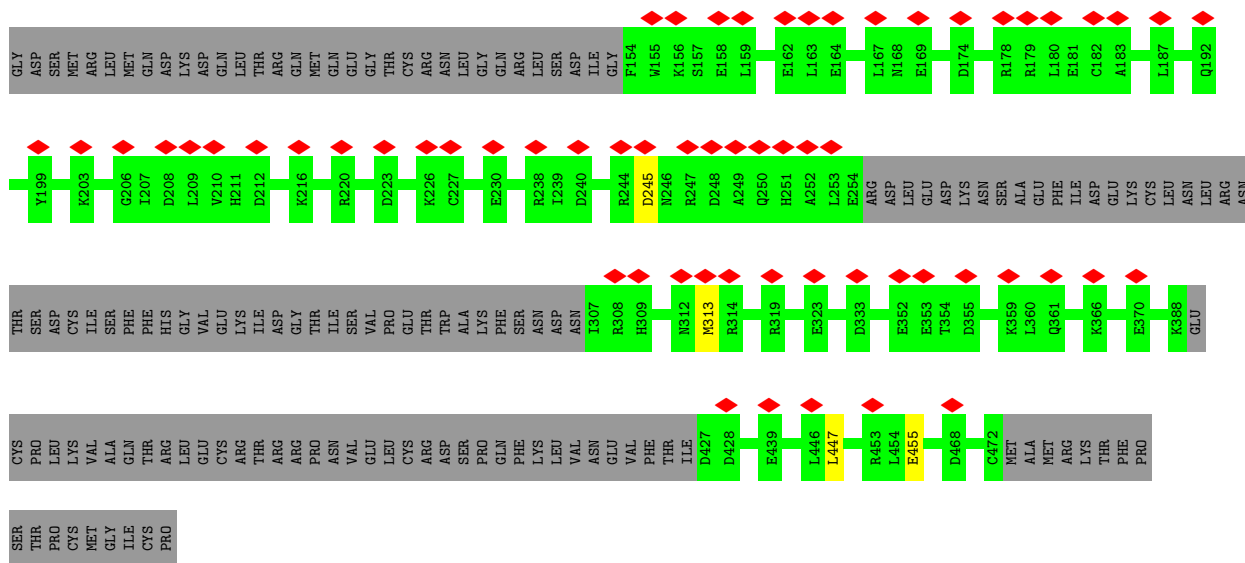 GLY ASP SER MET ARG LEU MET GLN ASP LYS ASP GLN LEU THR ARG GLN MET GLN GLU GLY THR CYS ARG ASN LEU GLY GLN ARG LEU SER ASP ILE GLY F154 W155 K156 S157 E158 L159 E162 L163 E164 L167 N168 E169 D174 R178 R179 L180 E181 C182 A183 L187 Q192
Y199 K203 G206 I207 D208 L209 V210 H211 D212 K216 R220 D223 K226 C227 E230 R238 I239 D240 R244 D245 N246 R247 D248 A249 Q250 H251 A252 L253 E254 ARG ASP LEU GLU ASP LYS ASN SER ALA GLU PHE ILE ASP GLU LYS CYS LEU ASN LEU ARG ASN
THR SER ASP CYS ILE SER PHE PHE HIS GLY VAL GLU LYS ILE ASP GLY THR ILE SER VAL PRO GLU THR TRP ALA LYS PHE SER ASN ASP ASN I307 R308 H309 N312 M313 R314 R319 E323 D333 E352 E353 T354 D355 K359 L360 Q361 K366 E370 K388 GLU
CYS PRO LEU LYS VAL ALA GLN THR ARG LEU GLU CYS ARG THR ARG ARG PRO ASN VAL GLU LEU CYS ARG ASP SER PRO GLN PHE LYS LEU VAL ASN GLU VAL PHE THR ILE D427 D428 E439 L446 L447 R453 L454 E455 D468 C472 MET ALA MET ARG LYS THR PHE PRO
SER THR PRO CYS MET GLY ILE CYS PRO